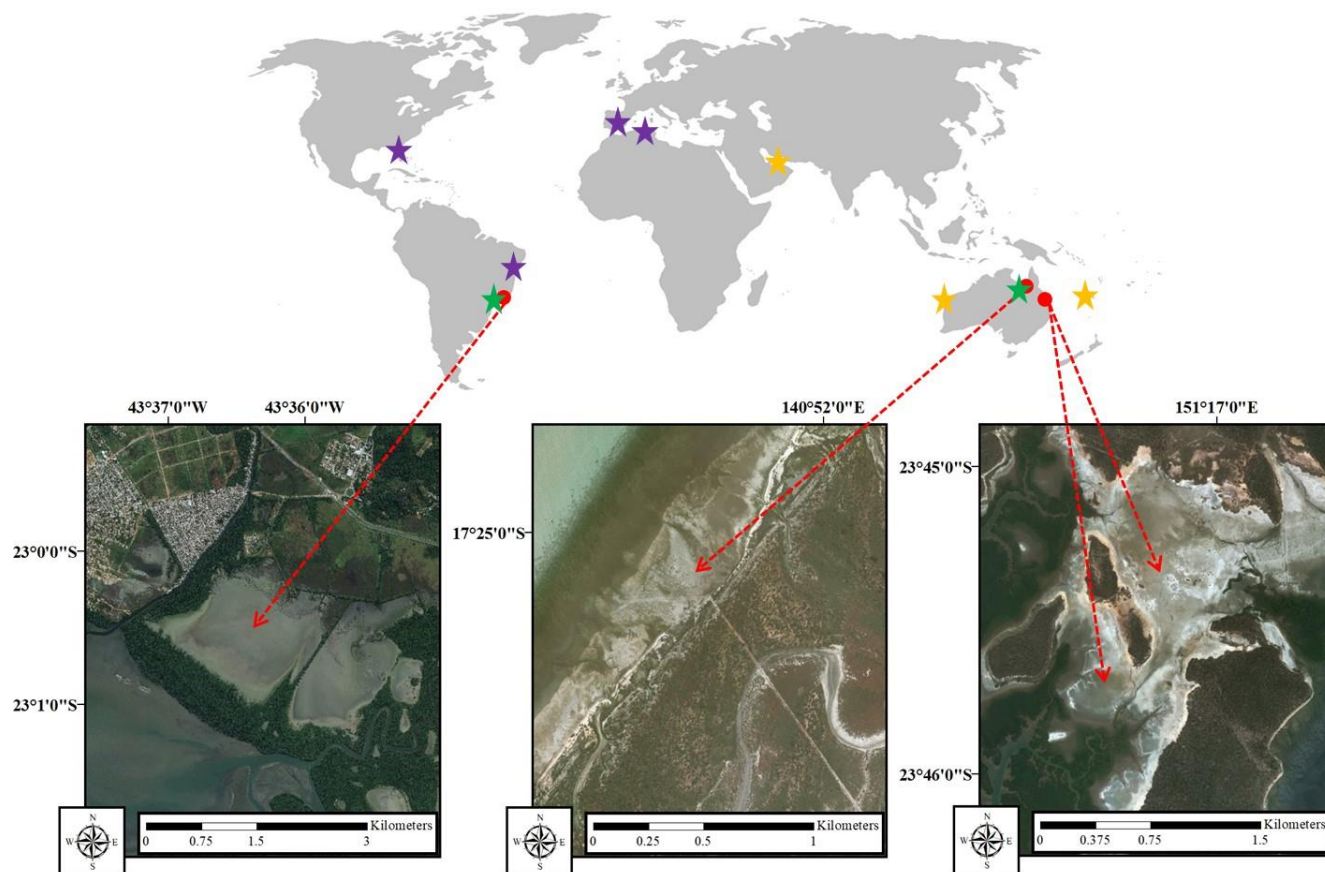 43°37'0"W 43°36'0"W
140°52'0"E
151°17'0"E
23°0'0"S
23°1'0"S
17°25'0"S
23°45'0"S
23°46'0"S
N
W E
S
Kilometers
0 0.75 1.5 3
N
W E
S
Kilometers
0 0.25 0.5 1
N
W E
S
Kilometers
0 0.375 0.75 1.5